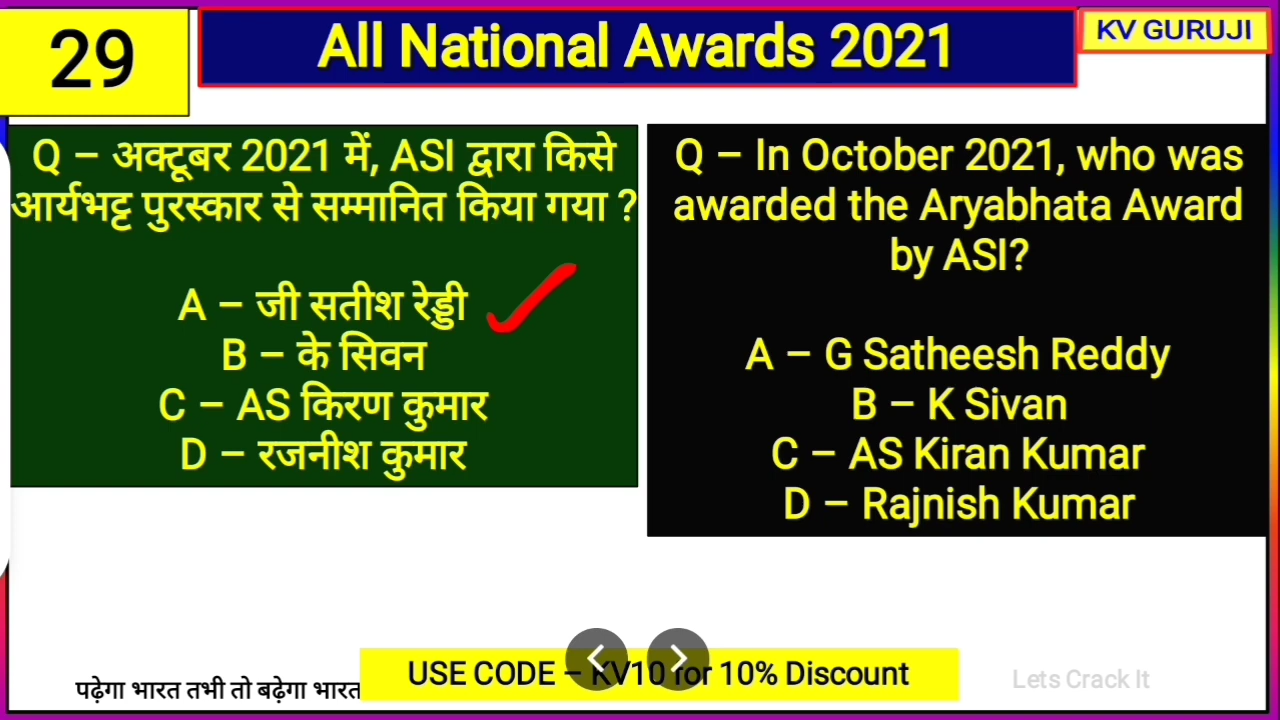 29
All National Awards 2021
KV GURUJI
Q – अक्टूबर 2021 में, ASI द्वारा किसे
आर्यभट्ट पुरस्कार से सम्मानित किया गया ?
A – जी सतीश रेड्डी
B – के सिवन
C – AS किरण कुमार
D – रजनीश कुमार
Q – In October 2021, who was
awarded the Aryabhata Award
by ASI?
A – G Satheesh Reddy
B – K Sivan
C – AS Kiran Kumar
D – Rajnish Kumar
पढ़ेगा भारत तभी तो बढ़ेगा भारत
USE CODE – KV10 for 10% Discount
Lets Crack It